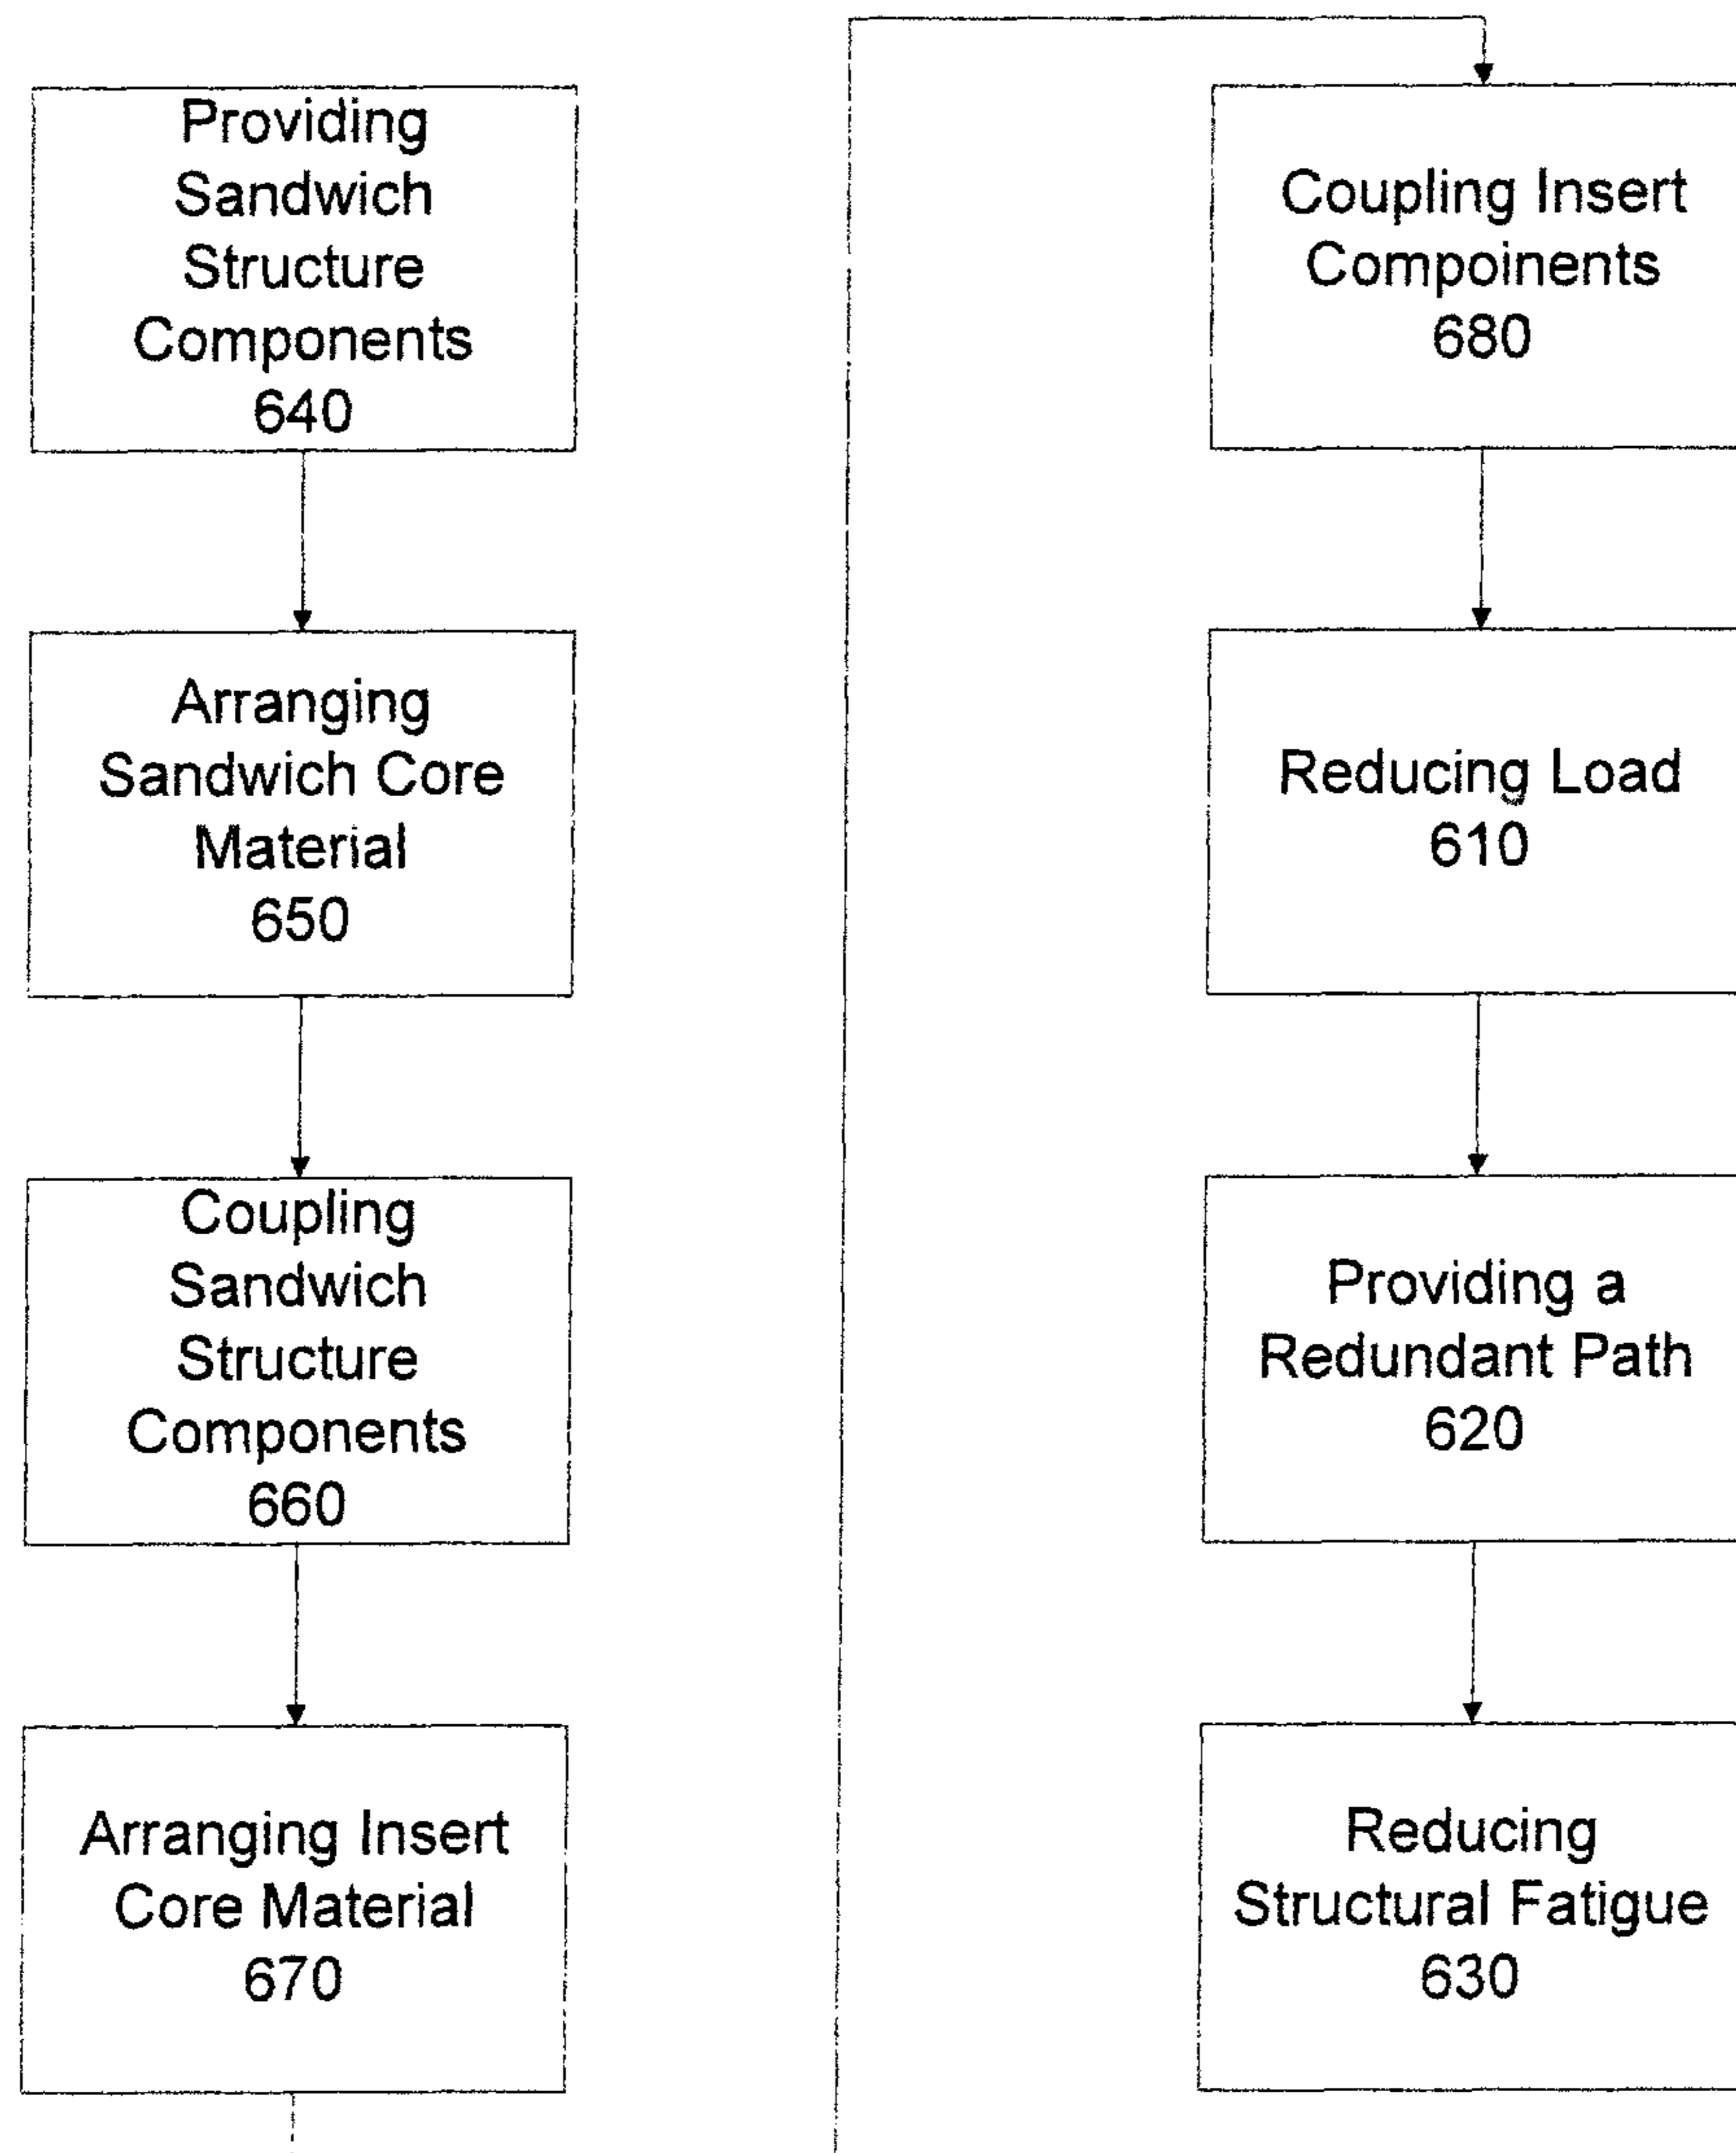 Providing
Sandwich
Structure
Components
640
Arranging
Sandwich Core
Material
650
Coupling
Sandwich
Structure
Components
660
Arranging Insert
Core Material
670
Coupling Insert
Compoinents
680
Reducing Load
610
Providing a
Redundant Path
620
Reducing
Structural Fatigue
630